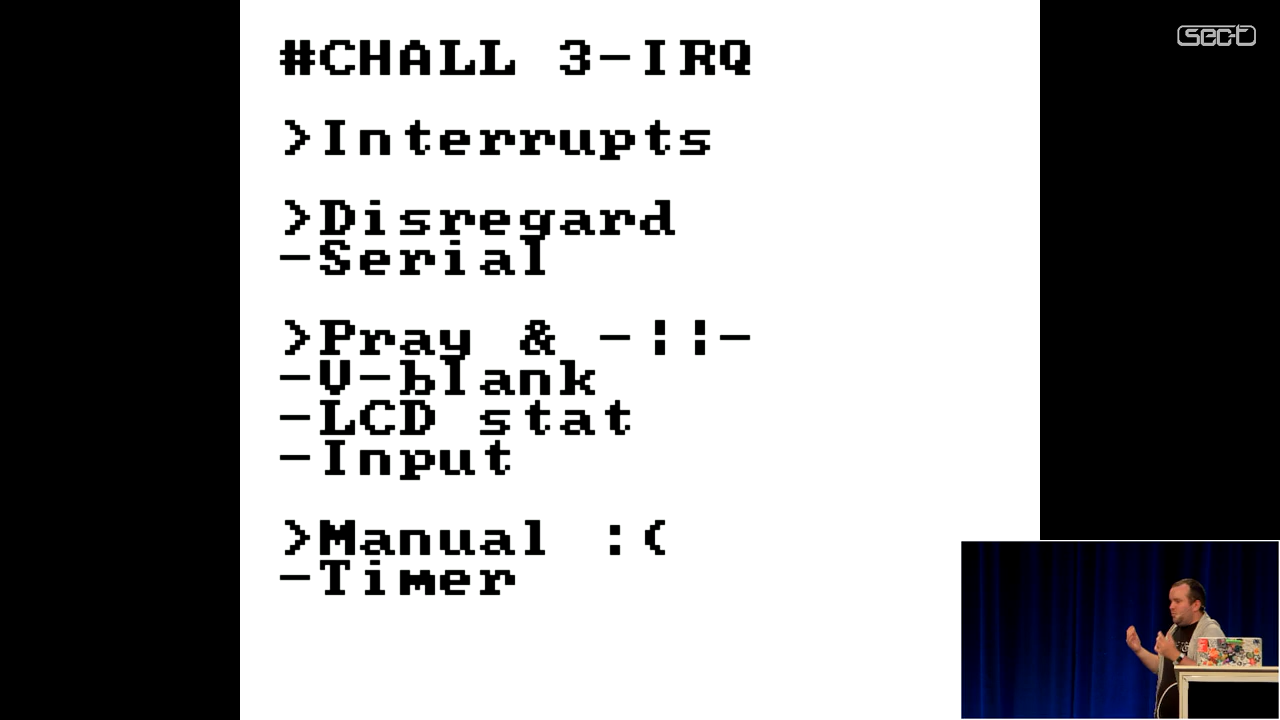 #CHALL 3-IRQ
>Interrupts
>Disregard
-Serial
>Pray & -¦¦-
-V-blank
-LCD stat
-Input
>Manual :(
-Timer
sec-t